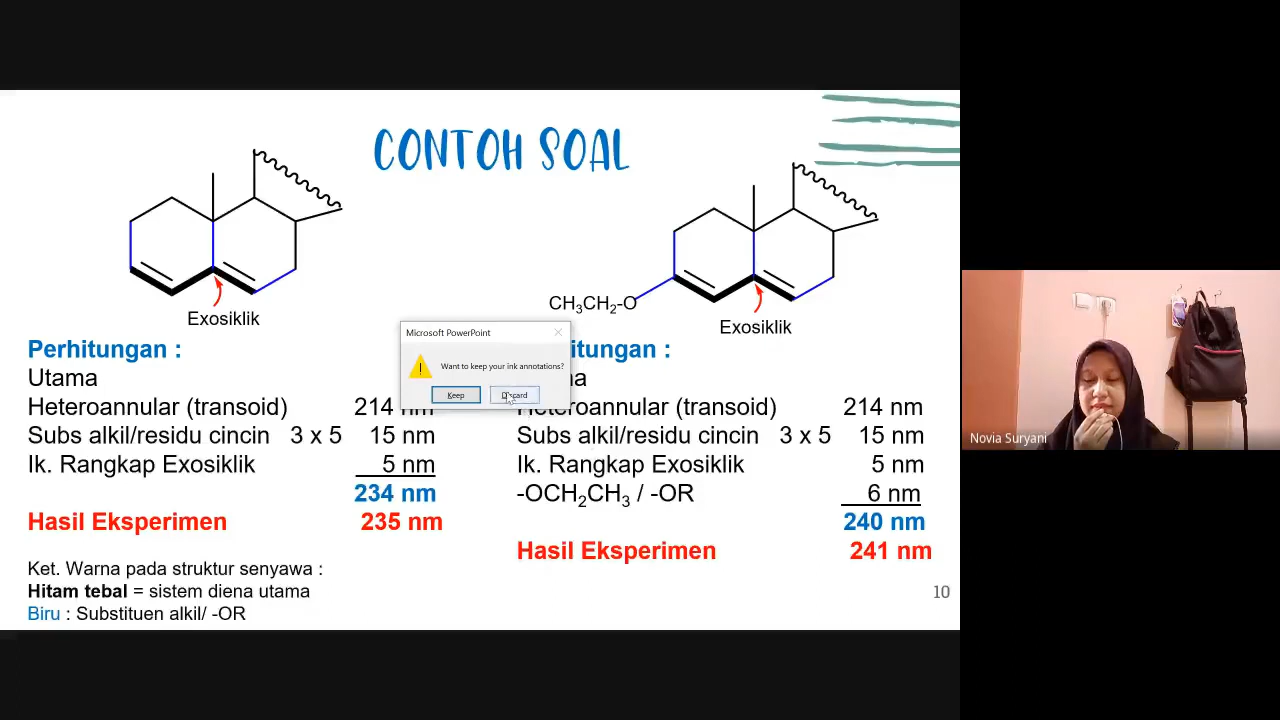 CONTOH SOAL
Exosiklik
CH₃CH₂-O
Exosiklik
Perhitungan :
Utama
Heteroannular (transoid) 214 nm
Subs alkil/residu cincin 3 x 5 15 nm
Ik. Rangkap Exosiklik 5 nm
234 nm
Hasil Eksperimen 235 nm
Ket. Warna pada struktur senyawa :
Hitam tebal = sistem diena utama
Biru : Substituen alkil/ -OR
Microsoft PowerPoint
Want to keep your ink annotations?
Keep
Discard
itungan :
na
Heteroannular (transoid) 214 nm
Subs alkil/residu cincin 3 x 5 15 nm
Ik. Rangkap Exosiklik 5 nm
-OCH₂CH₃ / -OR 6 nm
240 nm
Hasil Eksperimen 241 nm
10
Novia Suryani